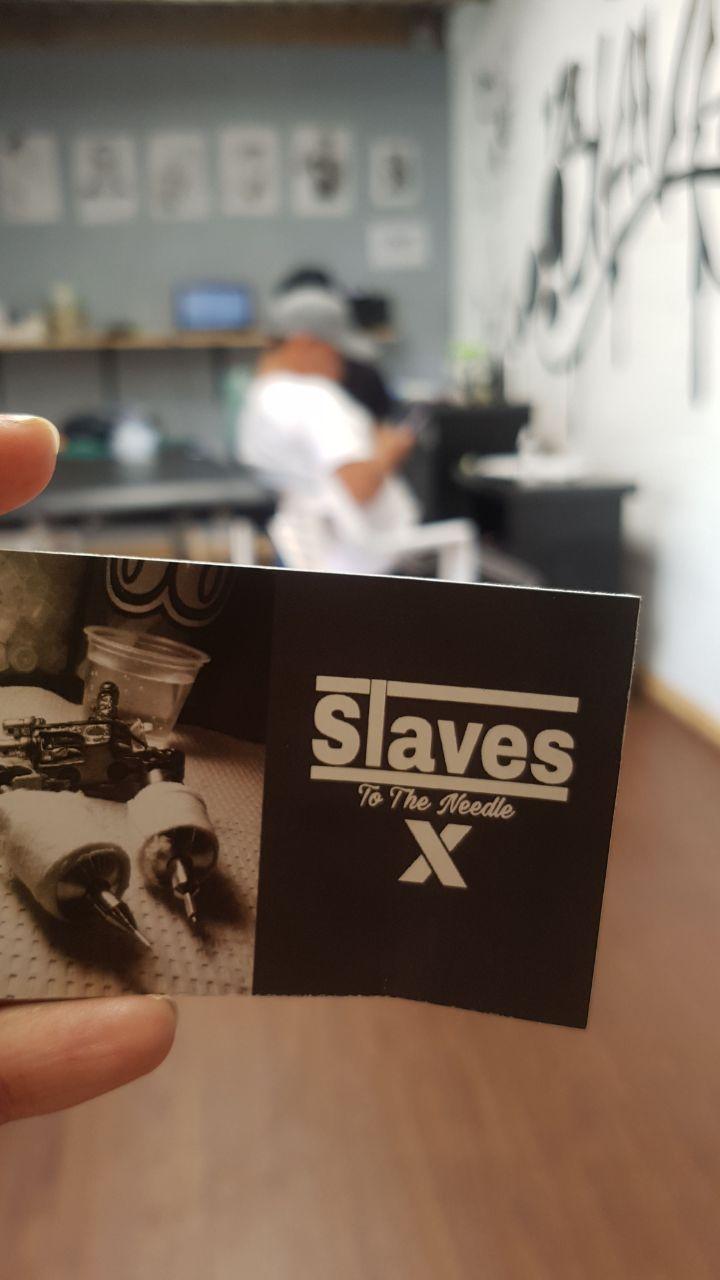 Slaves
To The Needle
X